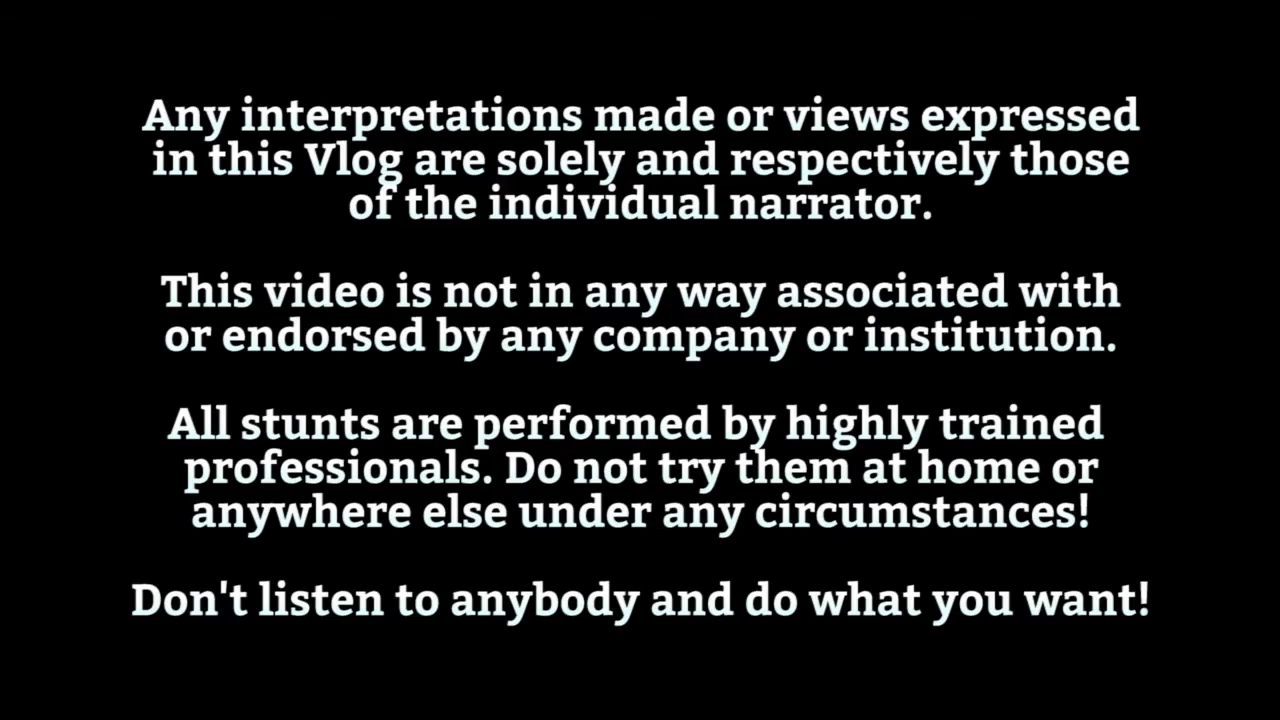 Any interpretations made or views expressed
in this Vlog are solely and respectively those
of the individual narrator.
This video is not in any way associated with
or endorsed by any company or institution.
All stunts are performed by highly trained
professionals. Do not try them at home or
anywhere else under any circumstances!
Don't listen to anybody and do what you want!